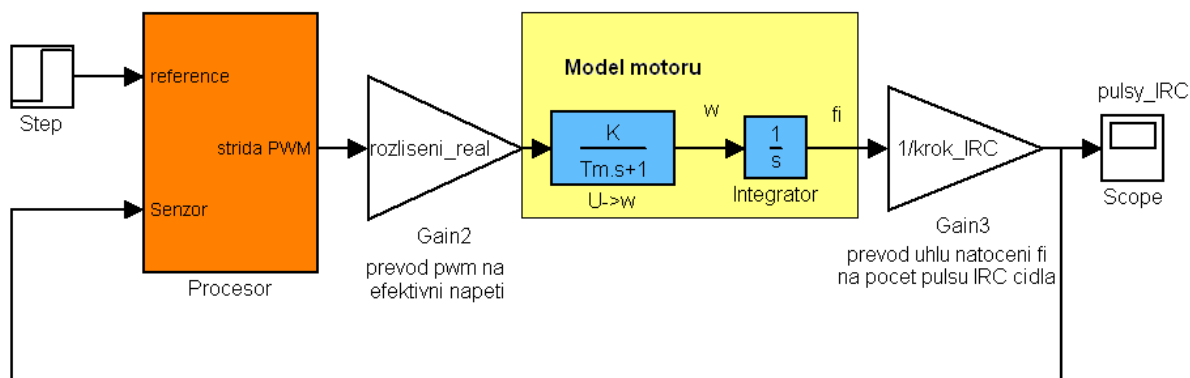 Step
reference
strida PWM
Senzor
Procesor
rozliseni_real
Gain2
prevod pwm na
efektivni napeti
Model motoru
K
Tm.s+1
U->w
w
1
s
Integrator
fi
1/krok_IRC
Gain3
prevod uhlu natoceni fi
na pocet pulsu IRC cidla
pulsy_IRC
Scope